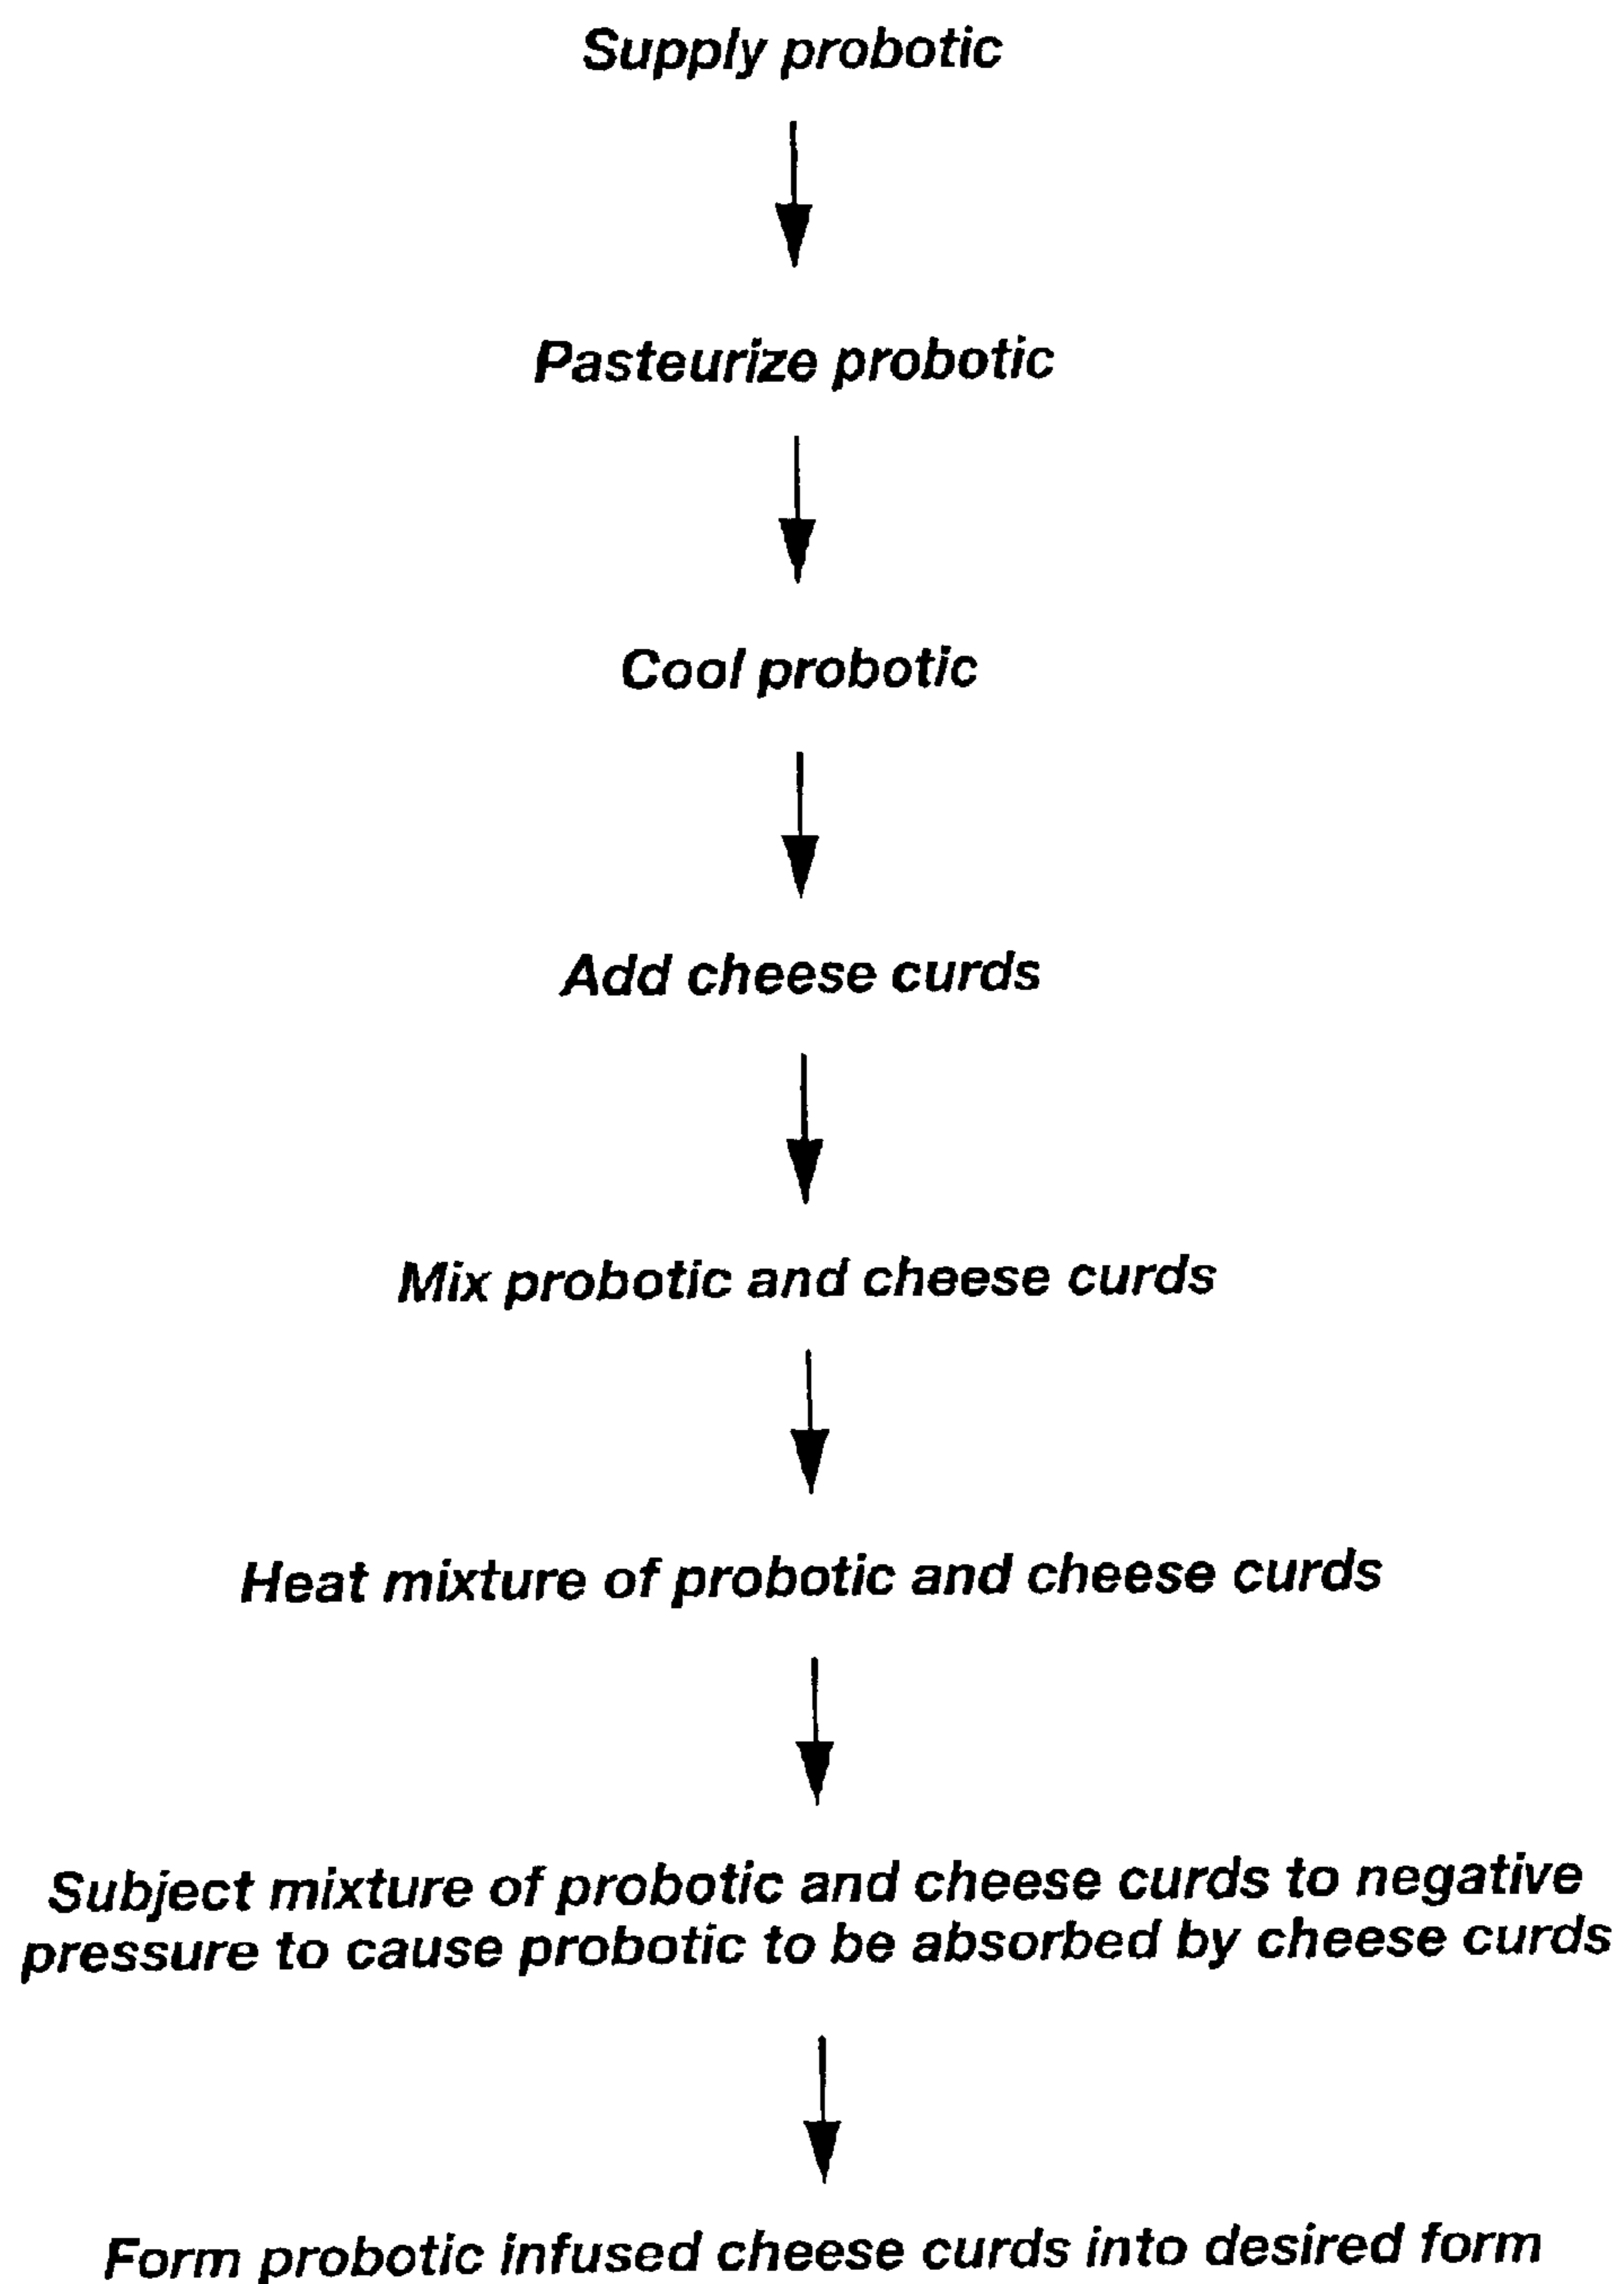 Supply probotic
Pasteurize probotic
Cool probotic
Add cheese curds
Mix probotic and cheese curds
Heat mixture of probotic and cheese curds
Subject mixture of probotic and cheese curds to negative
pressure to cause probotic to be absorbed by cheese curds
Form probotic infused cheese curds into desired form